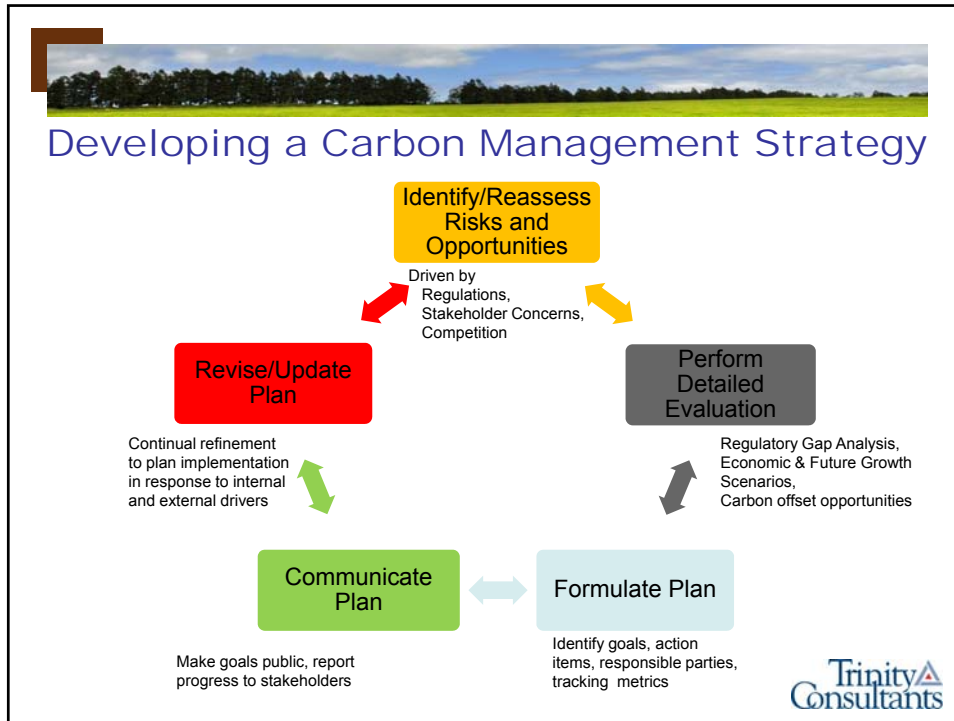 Developing a Carbon Management Strategy
Identify/Reassess
Risks and
Opportunities
Driven by
Regulations,
Stakeholder Concerns,
Competition
Perform
Detailed
Evaluation
Regulatory Gap Analysis,
Economic & Future Growth
Scenarios,
Carbon offset opportunities
Formulate Plan
Identify goals, action
items, responsible parties,
tracking metrics
Communicate
Plan
Make goals public, report
progress to stakeholders
Revise/Update
Plan
Continual refinement
to plan implementation
in response to internal
and external drivers
Trinity
Consultants